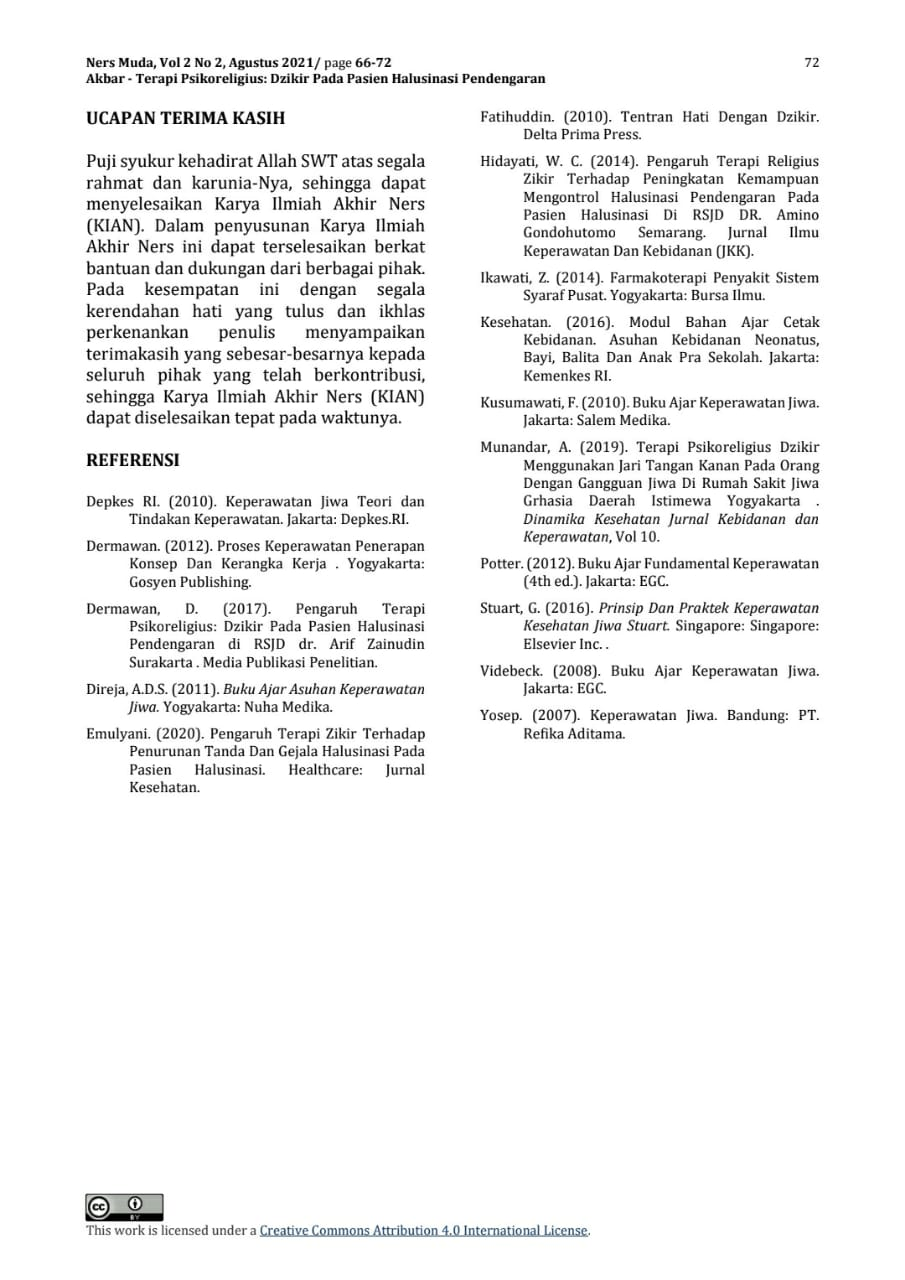 Ners Muda, Vol 2 No 2, Agustus 2021/ page 66-72
72
Akbar - Terapi Psikoreligius: Dzikir Pada Pasien Halusinasi Pendengaran
UCAPAN TERIMA KASIH
Puji syukur kehadirat Allah SWT atas segala
rahmat dan karunia-Nya, sehingga dapat
menyelesaikan Karya Ilmiah Akhir Ners
(KIAN). Dalam penyusunan Karya Ilmiah
Akhir Ners ini dapat terselesaikan berkat
bantuan dan dukungan dari berbagai pihak.
Pada kesempatan ini dengan segala
kerendahan hati yang tulus dan ikhlas
perkenankan penulis menyampaikan
terimakasih yang sebesar-besarnya kepada
seluruh pihak yang telah berkontribusi,
sehingga Karya Ilmiah Akhir Ners (KIAN)
dapat diselesaikan tepat pada waktunya.
REFERENSI
Depkes RI. (2010). Keperawatan Jiwa Teori dan
Tindakan Keperawatan. Jakarta: Depkes.RI.
Dermawan. (2012). Proses Keperawatan Penerapan
Konsep Dan Kerangka Kerja . Yogyakarta:
Gosyen Publishing.
Dermawan, D. (2017). Pengaruh Terapi
Psikoreligius: Dzikir Pada Pasien Halusinasi
Pendengaran di RSJD dr. Arif Zainudin
Surakarta . Media Publikasi Penelitian.
Direja, A.D.S. (2011). Buku Ajar Asuhan Keperawatan
Jiwa. Yogyakarta: Nuha Medika.
Emulyani. (2020). Pengaruh Terapi Zikir Terhadap
Penurunan Tanda Dan Gejala Halusinasi Pada
Pasien Halusinasi. Healthcare: Jurnal
Kesehatan.
Fatihuddin. (2010). Tentran Hati Dengan Dzikir.
Delta Prima Press.
Hidayati, W. C. (2014). Pengaruh Terapi Religius
Zikir Terhadap Peningkatan Kemampuan
Mengontrol Halusinasi Pendengaran Pada
Pasien Halusinasi Di RSJD DR. Amino
Gondohutomo Semarang. Jurnal Ilmu
Keperawatan Dan Kebidanan (JKK).
Ikawati, Z. (2014). Farmakoterapi Penyakit Sistem
Syaraf Pusat. Yogyakarta: Bursa Ilmu.
Kesehatan. (2016). Modul Bahan Ajar Cetak
Kebidanan. Asuhan Kebidanan Neonatus,
Bayi, Balita Dan Anak Pra Sekolah. Jakarta:
Kemenkes RI.
Kusumawati, F. (2010). Buku Ajar Keperawatan Jiwa.
Jakarta: Salem Medika.
Munandar, A. (2019). Terapi Psikoreligius Dzikir
Menggunakan Jari Tangan Kanan Pada Orang
Dengan Gangguan Jiwa Di Rumah Sakit Jiwa
Grhasia Daerah Istimewa Yogyakarta .
Dinamika Kesehatan Jurnal Kebidanan dan
Keperawatan, Vol 10.
Potter. (2012). Buku Ajar Fundamental Keperawatan
(4th ed.). Jakarta: EGC.
Stuart, G. (2016). Prinsip Dan Praktek Keperawatan
Kesehatan Jiwa Stuart. Singapore: Singapore:
Elsevier Inc. .
Videbeck. (2008). Buku Ajar Keperawatan Jiwa.
Jakarta: EGC.
Yosep. (2007). Keperawatan Jiwa. Bandung: PT.
Refika Aditama.
cc BY
This work is licensed under a Creative Commons Attribution 4.0 International License.